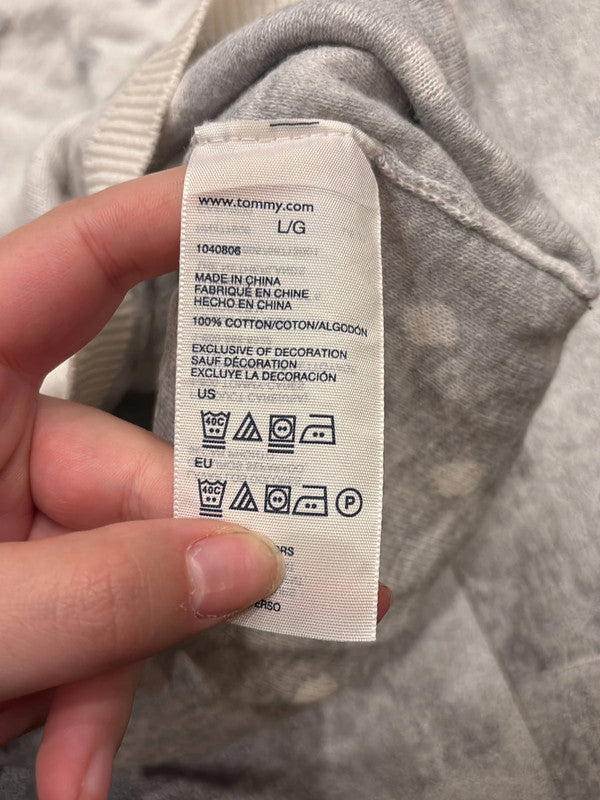 www.tommy.com
L/G
1040806
MADE IN CHINA
FABRIQUÉ EN CHINE
HECHO EN CHINA
100% COTTON/COTON/ALGODÓN
EXCLUSIVE OF DECORATION
SAUF DÉCORATION
EXCLUYE LA DECORACIÓN
US
40C
EU
40C P